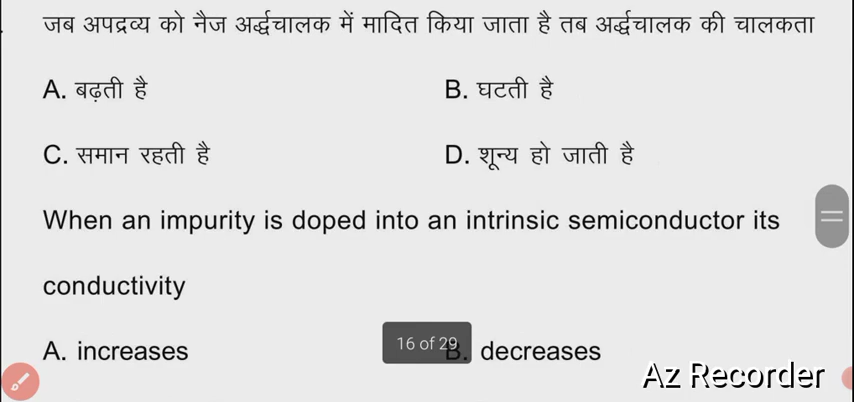 जब अपद्रव्य को नैज अर्द्धचालक में मादित किया जाता है तब अर्द्धचालक की चालकता
A. बढ़ती है B. घटती है
C. समान रहती है D. शून्य हो जाती है
When an impurity is doped into an intrinsic semiconductor its
conductivity
A. increases B. decreases
16 of 29
Az Recorder